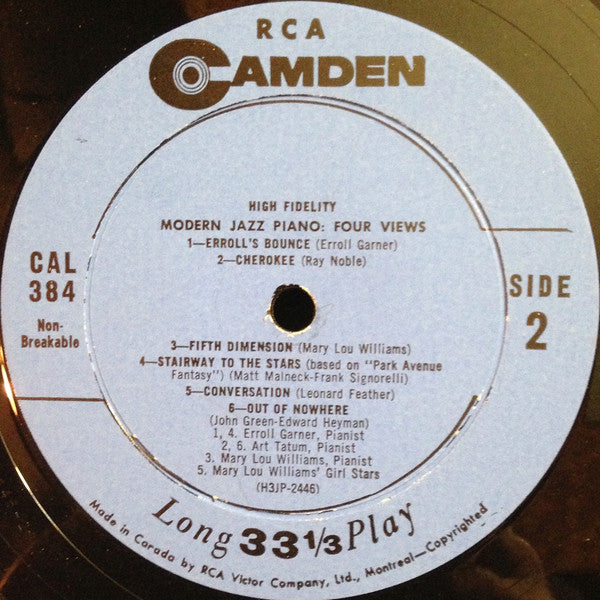 RCA
CAMDEN
HIGH FIDELITY
MODERN JAZZ PIANO: FOUR VIEWS
1—ERROLL'S BOUNCE (Erroll Garner)
2—CHEROKEE (Ray Noble)
CAL
384
Non-
Breakable
SIDE
2
3—FIFTH DIMENSION (Mary Lou Williams)
4—STAIRWAY TO THE STARS (based on "Park Avenue
Fantasy") (Matt Malneck-Frank Signorelli)
5—CONVERSATION (Leonard Feather)
6—OUT OF NOWHERE
(John Green-Edward Heyman)
1, 4. Erroll Garner, Pianist
2, 6. Art Tatum, Pianist
3. Mary Lou Williams, Pianist
5. Mary Lou Williams' Girl Stars
(H3JP-2446)
Long 33 1/3 Play
Made in Canada by RCA Victor Company, Ltd., Montreal—Copyrighted